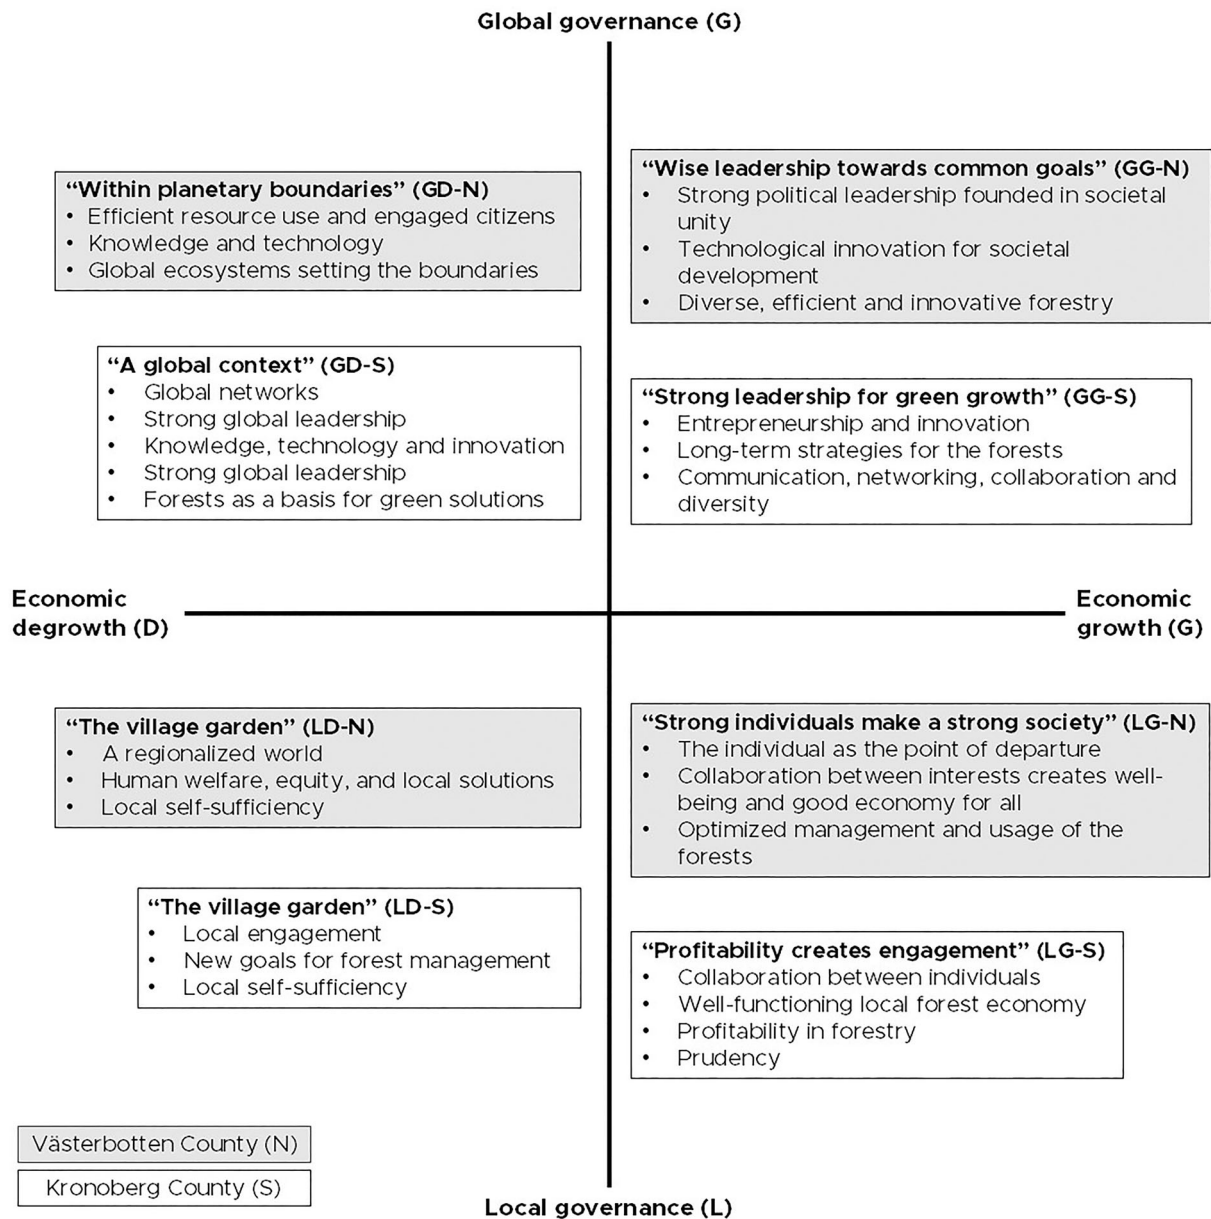 Global governance (G)
“Within planetary boundaries” (GD-N)
• Efficient resource use and engaged citizens
• Knowledge and technology
• Global ecosystems setting the boundaries
“Wise leadership towards common goals” (GG-N)
• Strong political leadership founded in societal
unity
• Technological innovation for societal
development
• Diverse, efficient and innovative forestry
“A global context” (GD-S)
• Global networks
• Strong global leadership
• Knowledge, technology and innovation
• Strong global leadership
• Forests as a basis for green solutions
“Strong leadership for green growth” (GG-S)
• Entrepreneurship and innovation
• Long-term strategies for the forests
• Communication, networking, collaboration and
diversity
Economic
degrowth (D)
Economic
growth (G)
“The village garden” (LD-N)
• A regionalized world
• Human welfare, equity, and local solutions
• Local self-sufficiency
“Strong individuals make a strong society” (LG-N)
• The individual as the point of departure
• Collaboration between interests creates well-
being and good economy for all
• Optimized management and usage of the
forests
“The village garden” (LD-S)
• Local engagement
• New goals for forest management
• Local self-sufficiency
“Profitability creates engagement” (LG-S)
• Collaboration between individuals
• Well-functioning local forest economy
• Profitability in forestry
• Prudency
Västerbotten County (N)
Kronoberg County (S)
Local governance (L)